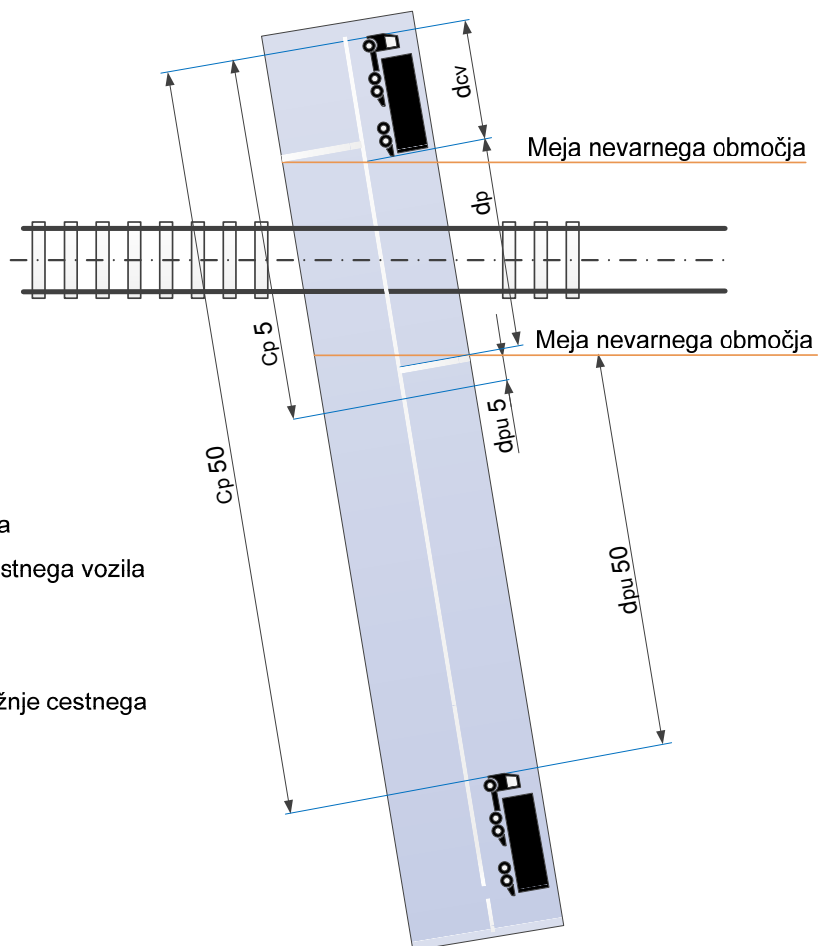 dcv
Meja nevarnega območja
dp
Cp 5
Meja nevarnega območja
dpu 5
Cp 50
a
stnega vozila
dpu 50
žnje cestnega